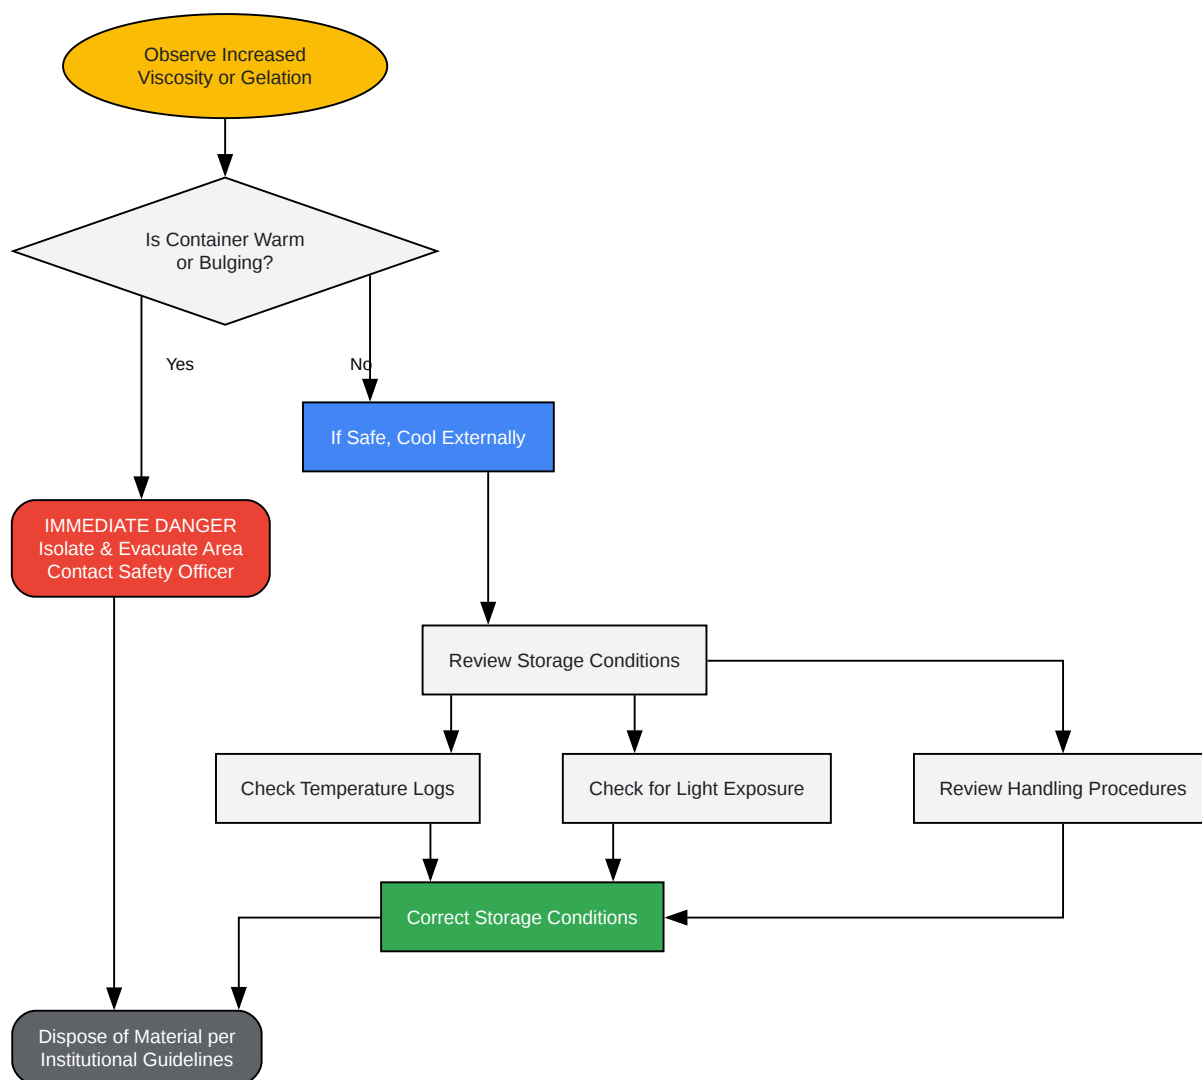 Observe Increased
Viscosity or Gelation
Is Container Warm
or Bulging?
Yes
No
If Safe, Cool Externally
IMMEDIATE DANGER
Isolate & Evacuate Area
Contact Safety Officer
Review Storage Conditions
Check Temperature Logs
Check for Light Exposure
Review Handling Procedures
Correct Storage Conditions
Dispose of Material per
Institutional Guidelines